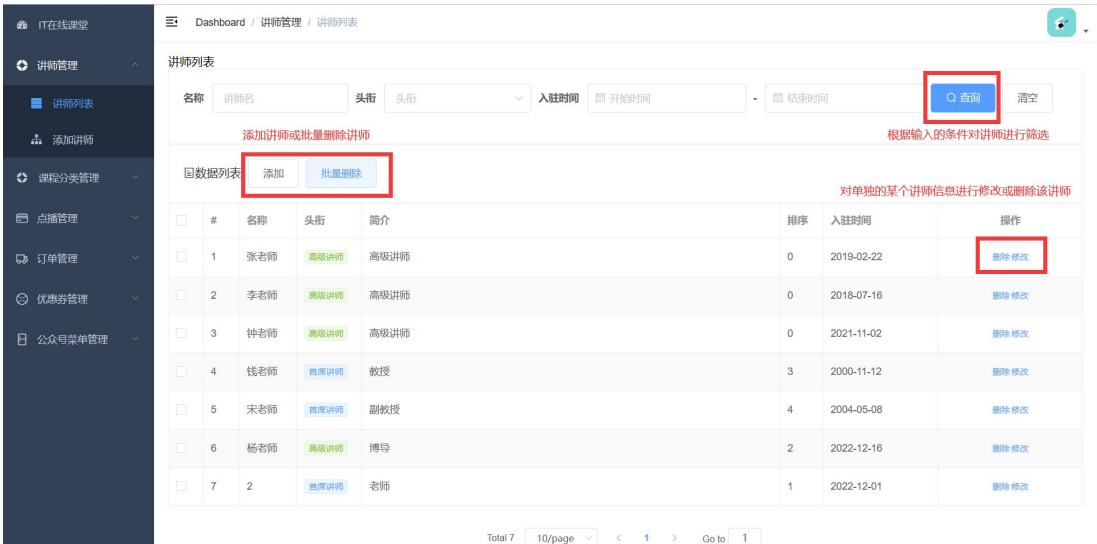 IT在线课堂
Dashboard / 讲师管理 / 讲师列表
讲师管理
讲师列表
添加讲师
课程分类管理
点播管理
订单管理
优惠券管理
公众号菜单管理
讲师列表
名称 讲师名 头衔 头衔 入驻时间 开始时间 - 结束时间 查询 清空
添加讲师或批量删除讲师 根据输入的条件对讲师进行筛选
数据列表 添加 批量删除
对单独的某个讲师信息进行修改或删除该讲师
# 名称 头衔 简介 排序 入驻时间 操作
1 张老师 高级讲师 高级讲师 0 2019-02-22 删除 修改
2 李老师 高级讲师 高级讲师 0 2018-07-16 删除 修改
3 钟老师 高级讲师 高级讲师 0 2021-11-02 删除 修改
4 钱老师 首席讲师 教授 3 2000-11-12 删除 修改
5 宋老师 首席讲师 副教授 4 2004-05-08 删除 修改
6 杨老师 高级讲师 博导 2 2022-12-16 删除 修改
7 2 首席讲师 老师 1 2022-12-01 删除 修改
Total 7 10/page < 1 > Go to 1